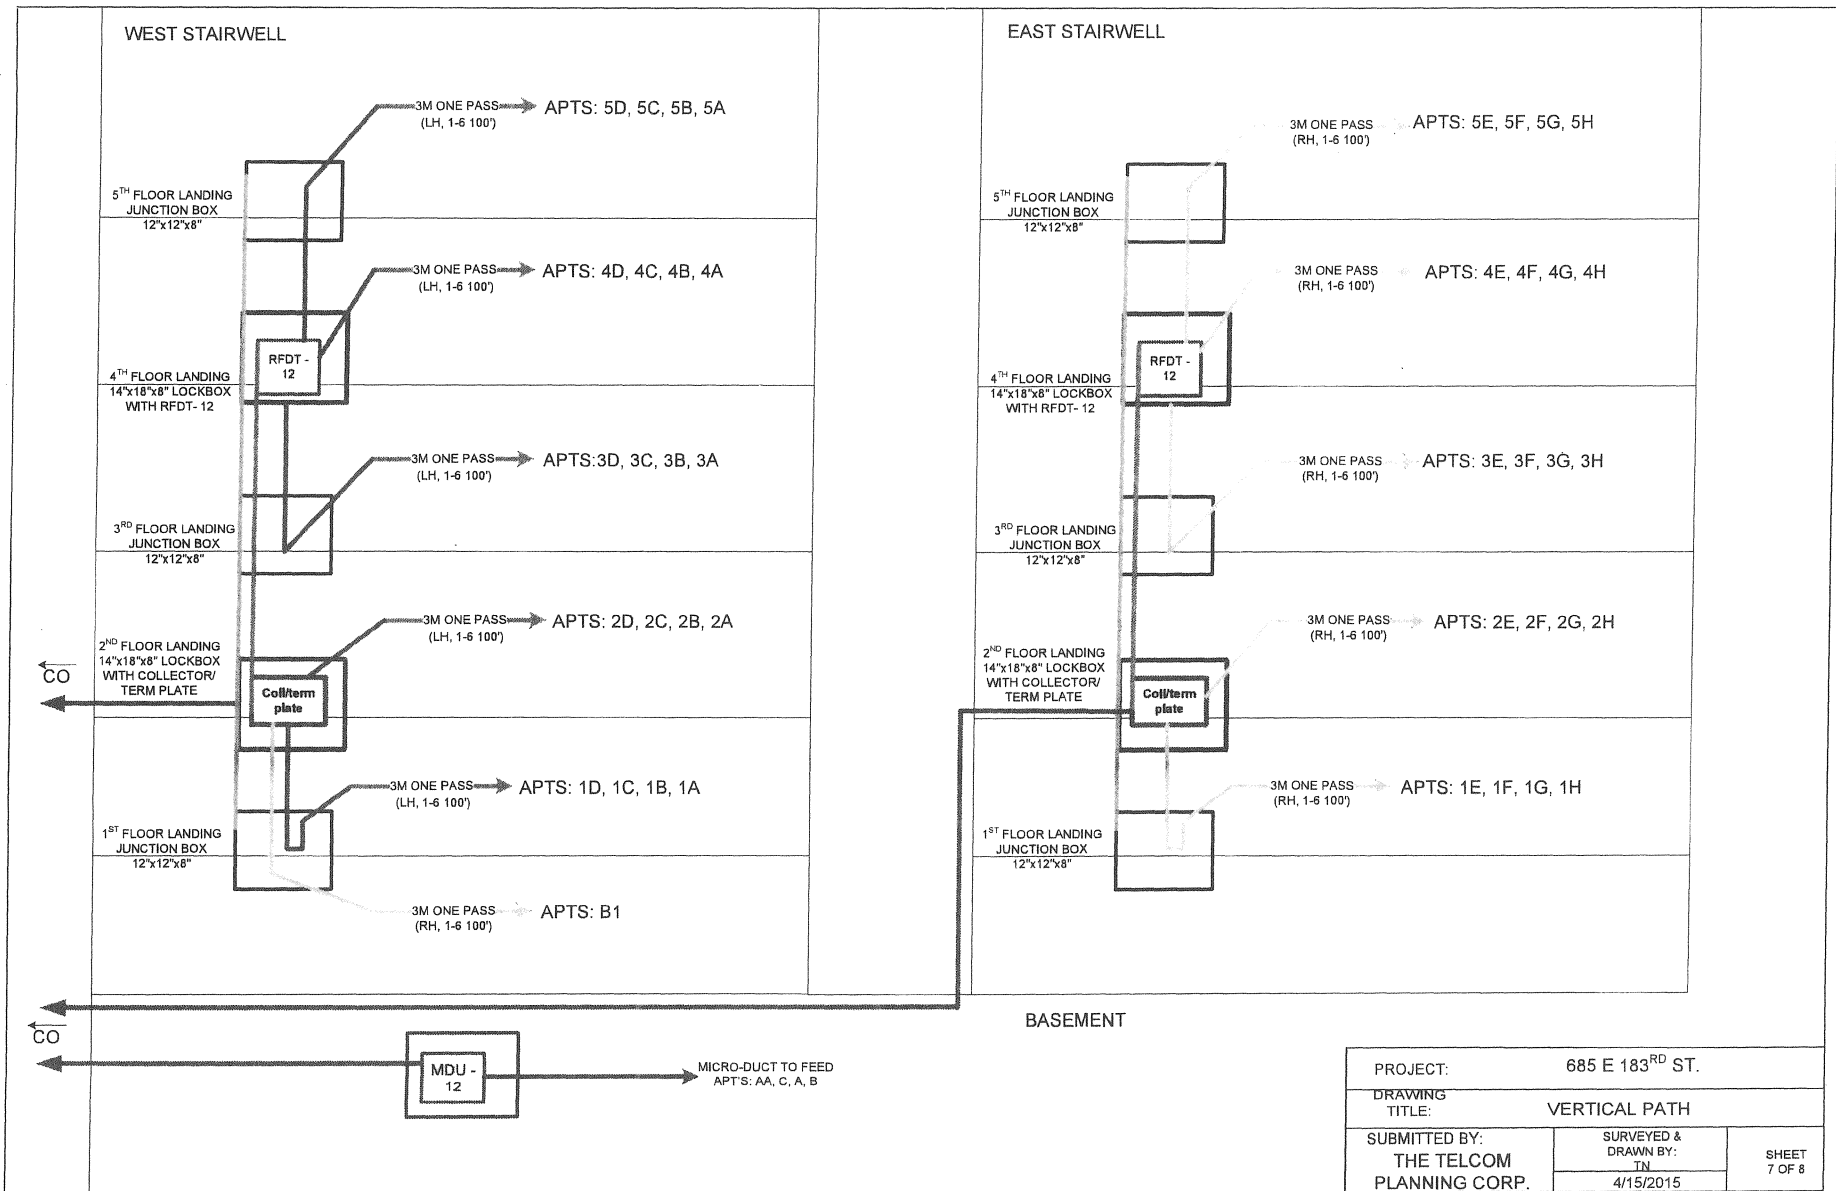 WEST STAIRWELL
3M ONE PASS
(LH, 1-6 100')
APTS: 5D, 5C, 5B, 5A
5TH FLOOR LANDING
JUNCTION BOX
12"x12"x8"
3M ONE PASS
(LH, 1-6 100')
APTS: 4D, 4C, 4B, 4A
RFDT -
12
4TH FLOOR LANDING
14"x18"x8" LOCKBOX
WITH RFDT- 12
3M ONE PASS
(LH, 1-6 100')
APTS:3D, 3C, 3B, 3A
3RD FLOOR LANDING
JUNCTION BOX
12"x12"x8"
3M ONE PASS
(LH, 1-6 100')
APTS: 2D, 2C, 2B, 2A
2ND FLOOR LANDING
14"x18"x8" LOCKBOX
WITH COLLECTOR/
TERM PLATE
CO
Coll/term
plate
3M ONE PASS
(LH, 1-6 100')
APTS: 1D, 1C, 1B, 1A
1ST FLOOR LANDING
JUNCTION BOX
12"x12"x8"
3M ONE PASS
(RH, 1-6 100')
APTS: B1
EAST STAIRWELL
3M ONE PASS
(RH, 1-6 100')
APTS: 5E, 5F, 5G, 5H
5TH FLOOR LANDING
JUNCTION BOX
12"x12"x8"
3M ONE PASS
(RH, 1-6 100')
APTS: 4E, 4F, 4G, 4H
RFDT -
12
4TH FLOOR LANDING
14"x18"x8" LOCKBOX
WITH RFDT- 12
3M ONE PASS
(RH, 1-6 100')
APTS: 3E, 3F, 3G, 3H
3RD FLOOR LANDING
JUNCTION BOX
12"x12"x8"
3M ONE PASS
(RH, 1-6 100')
APTS: 2E, 2F, 2G, 2H
2ND FLOOR LANDING
14"x18"x8" LOCKBOX
WITH COLLECTOR/
TERM PLATE
Coll/term
plate
3M ONE PASS
(RH, 1-6 100')
APTS: 1E, 1F, 1G, 1H
1ST FLOOR LANDING
JUNCTION BOX
12"x12"x8"
BASEMENT
CO
MDU -
12
MICRO-DUCT TO FEED
APT'S: AA, C, A, B
PROJECT: 685 E 183RD ST.
DRAWING
TITLE: VERTICAL PATH
SUBMITTED BY:
THE TELCOM
PLANNING CORP.
SURVEYED &
DRAWN BY:
TN
4/15/2015
SHEET
7 OF 8